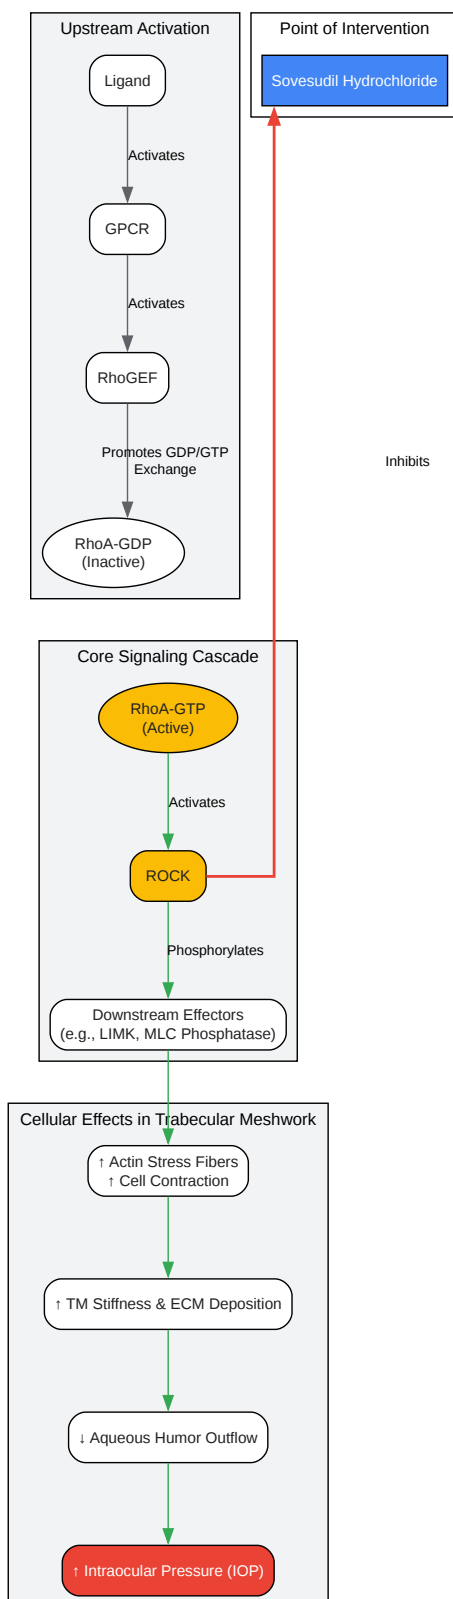 Upstream Activation
Ligand
Activates
GPCR
Activates
RhoGEF
Promotes GDP/GTP
Exchange
RhoA-GDP
(Inactive)
Point of Intervention
Sovesudil Hydrochloride
Inhibits
Core Signaling Cascade
RhoA-GTP
(Active)
Activates
ROCK
Phosphorylates
Downstream Effectors
(e.g., LIMK, MLC Phosphatase)
Cellular Effects in Trabecular Meshwork
↑ Actin Stress Fibers
↑ Cell Contraction
↑ TM Stiffness & ECM Deposition
↓ Aqueous Humor Outflow
↑ Intraocular Pressure (IOP)